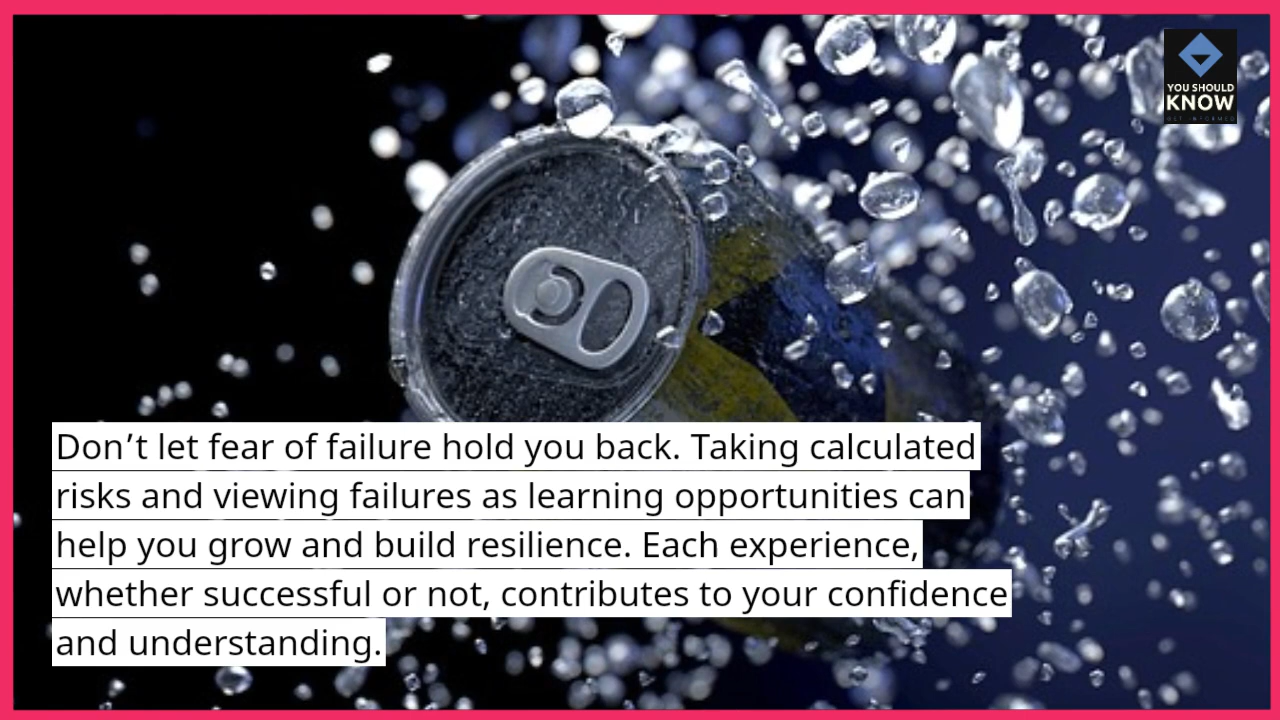 YOU SHOULD
KNOW
GET INFORMED
Don’t let fear of failure hold you back. Taking calculated
risks and viewing failures as learning opportunities can
help you grow and build resilience. Each experience,
whether successful or not, contributes to your confidence
and understanding.